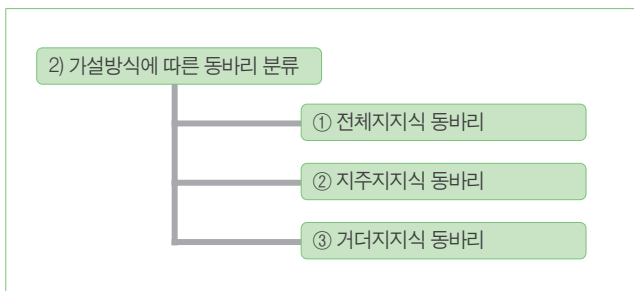 2) 가설방식에 따른 동바리 분류
① 전체지지식 동바리
② 지주지지식 동바리
③ 거더지지식 동바리